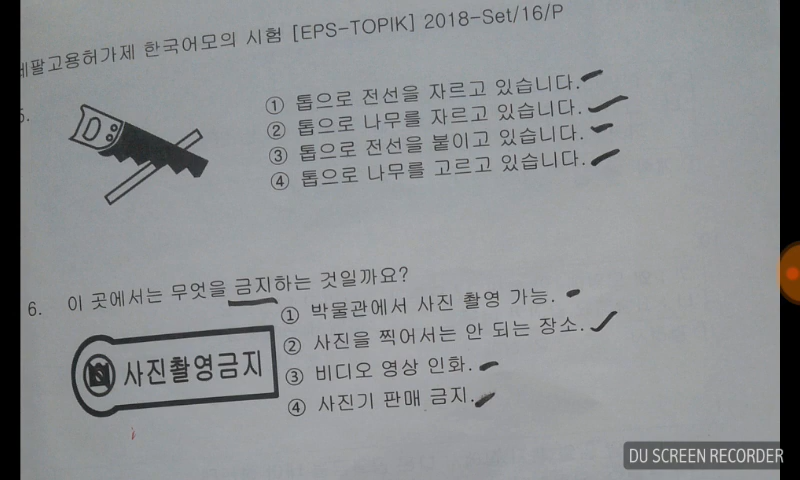 네팔고용허가제 한국어모의 시험 [EPS-TOPIK] 2018-Set/16/P
5.
① 톱으로 전선을 자르고 있습니다.
② 톱으로 나무를 자르고 있습니다.
③ 톱으로 전선을 붙이고 있습니다.
④ 톱으로 나무를 고르고 있습니다.
6. 이 곳에서는 무엇을 금지하는 것일까요?
사진촬영금지
① 박물관에서 사진 촬영 가능.
② 사진을 찍어서는 안 되는 장소.
③ 비디오 영상 인화.
④ 사진기 판매 금지.
DU SCREEN RECORDER